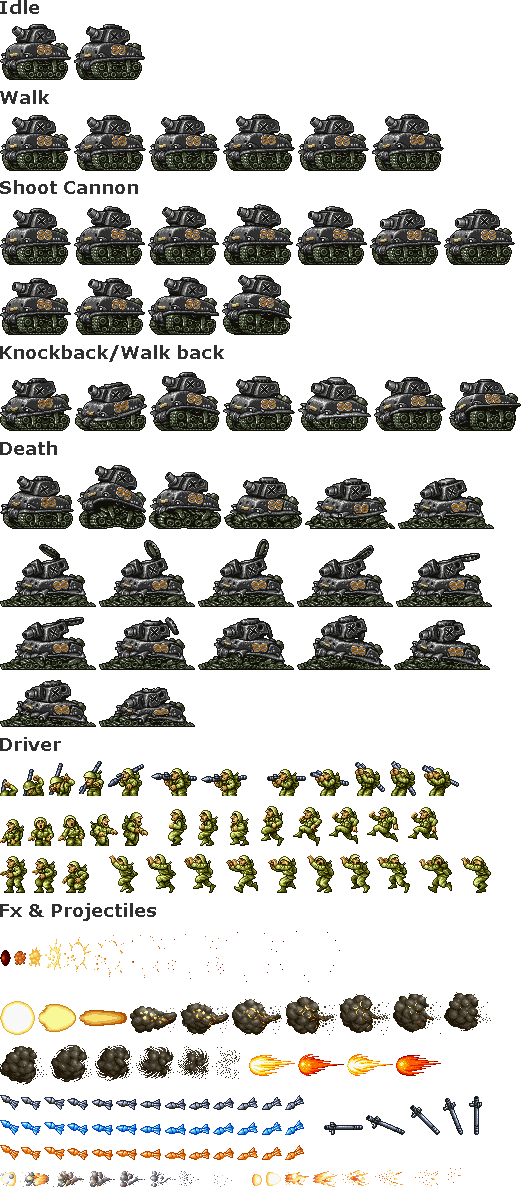 Idle
Walk
Shoot Cannon
Knockback/Walk back
Death
Driver
Fx & Projectiles